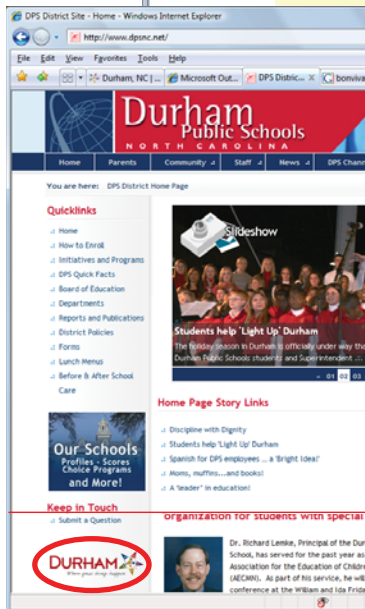 DPS District Site - Home - Windows Internet Explorer
http://www.dpsnc.net/
File Edit View Favorites Tools Help
Durham, NC | ... Microsoft Out... DPS Distric... X bonviva
Durham
Public Schools
NORTH CAROLINA
Home Parents Community Staff News DPS Chann
You are here: DPS District Home Page
Quicklinks
Home
How to Enroll
Initiatives and Programs
DPS Quick Facts
Board of Education
Departments
Reports and Publications
District Policies
Forms
Lunch Menus
Before & After School
Care
Slideshow
Students help "Light Up" Durham
The holiday season in Durham is officially under way tha
Durham Public Schools students and Superintendent ...
« 01 02 03
Home Page Story Links
Discipline with Dignity
Students help 'Light Up' Durham
Spanish for DPS employees ... a 'Bright Idea!'
Moms, muffins...and books!
A 'leader' in education!
Our Schools
Profiles - Scores
Choice Programs
and More!
Keep in Touch
Submit a Question
DURHAM
Where great things happen
organization for students with special
Dr. Richard Lemke, Principal of the Dur
School, has served for the past year as
Association for the Education of Childre
(AECMN). As part of his service, he will
conference at the William and Ida Frida